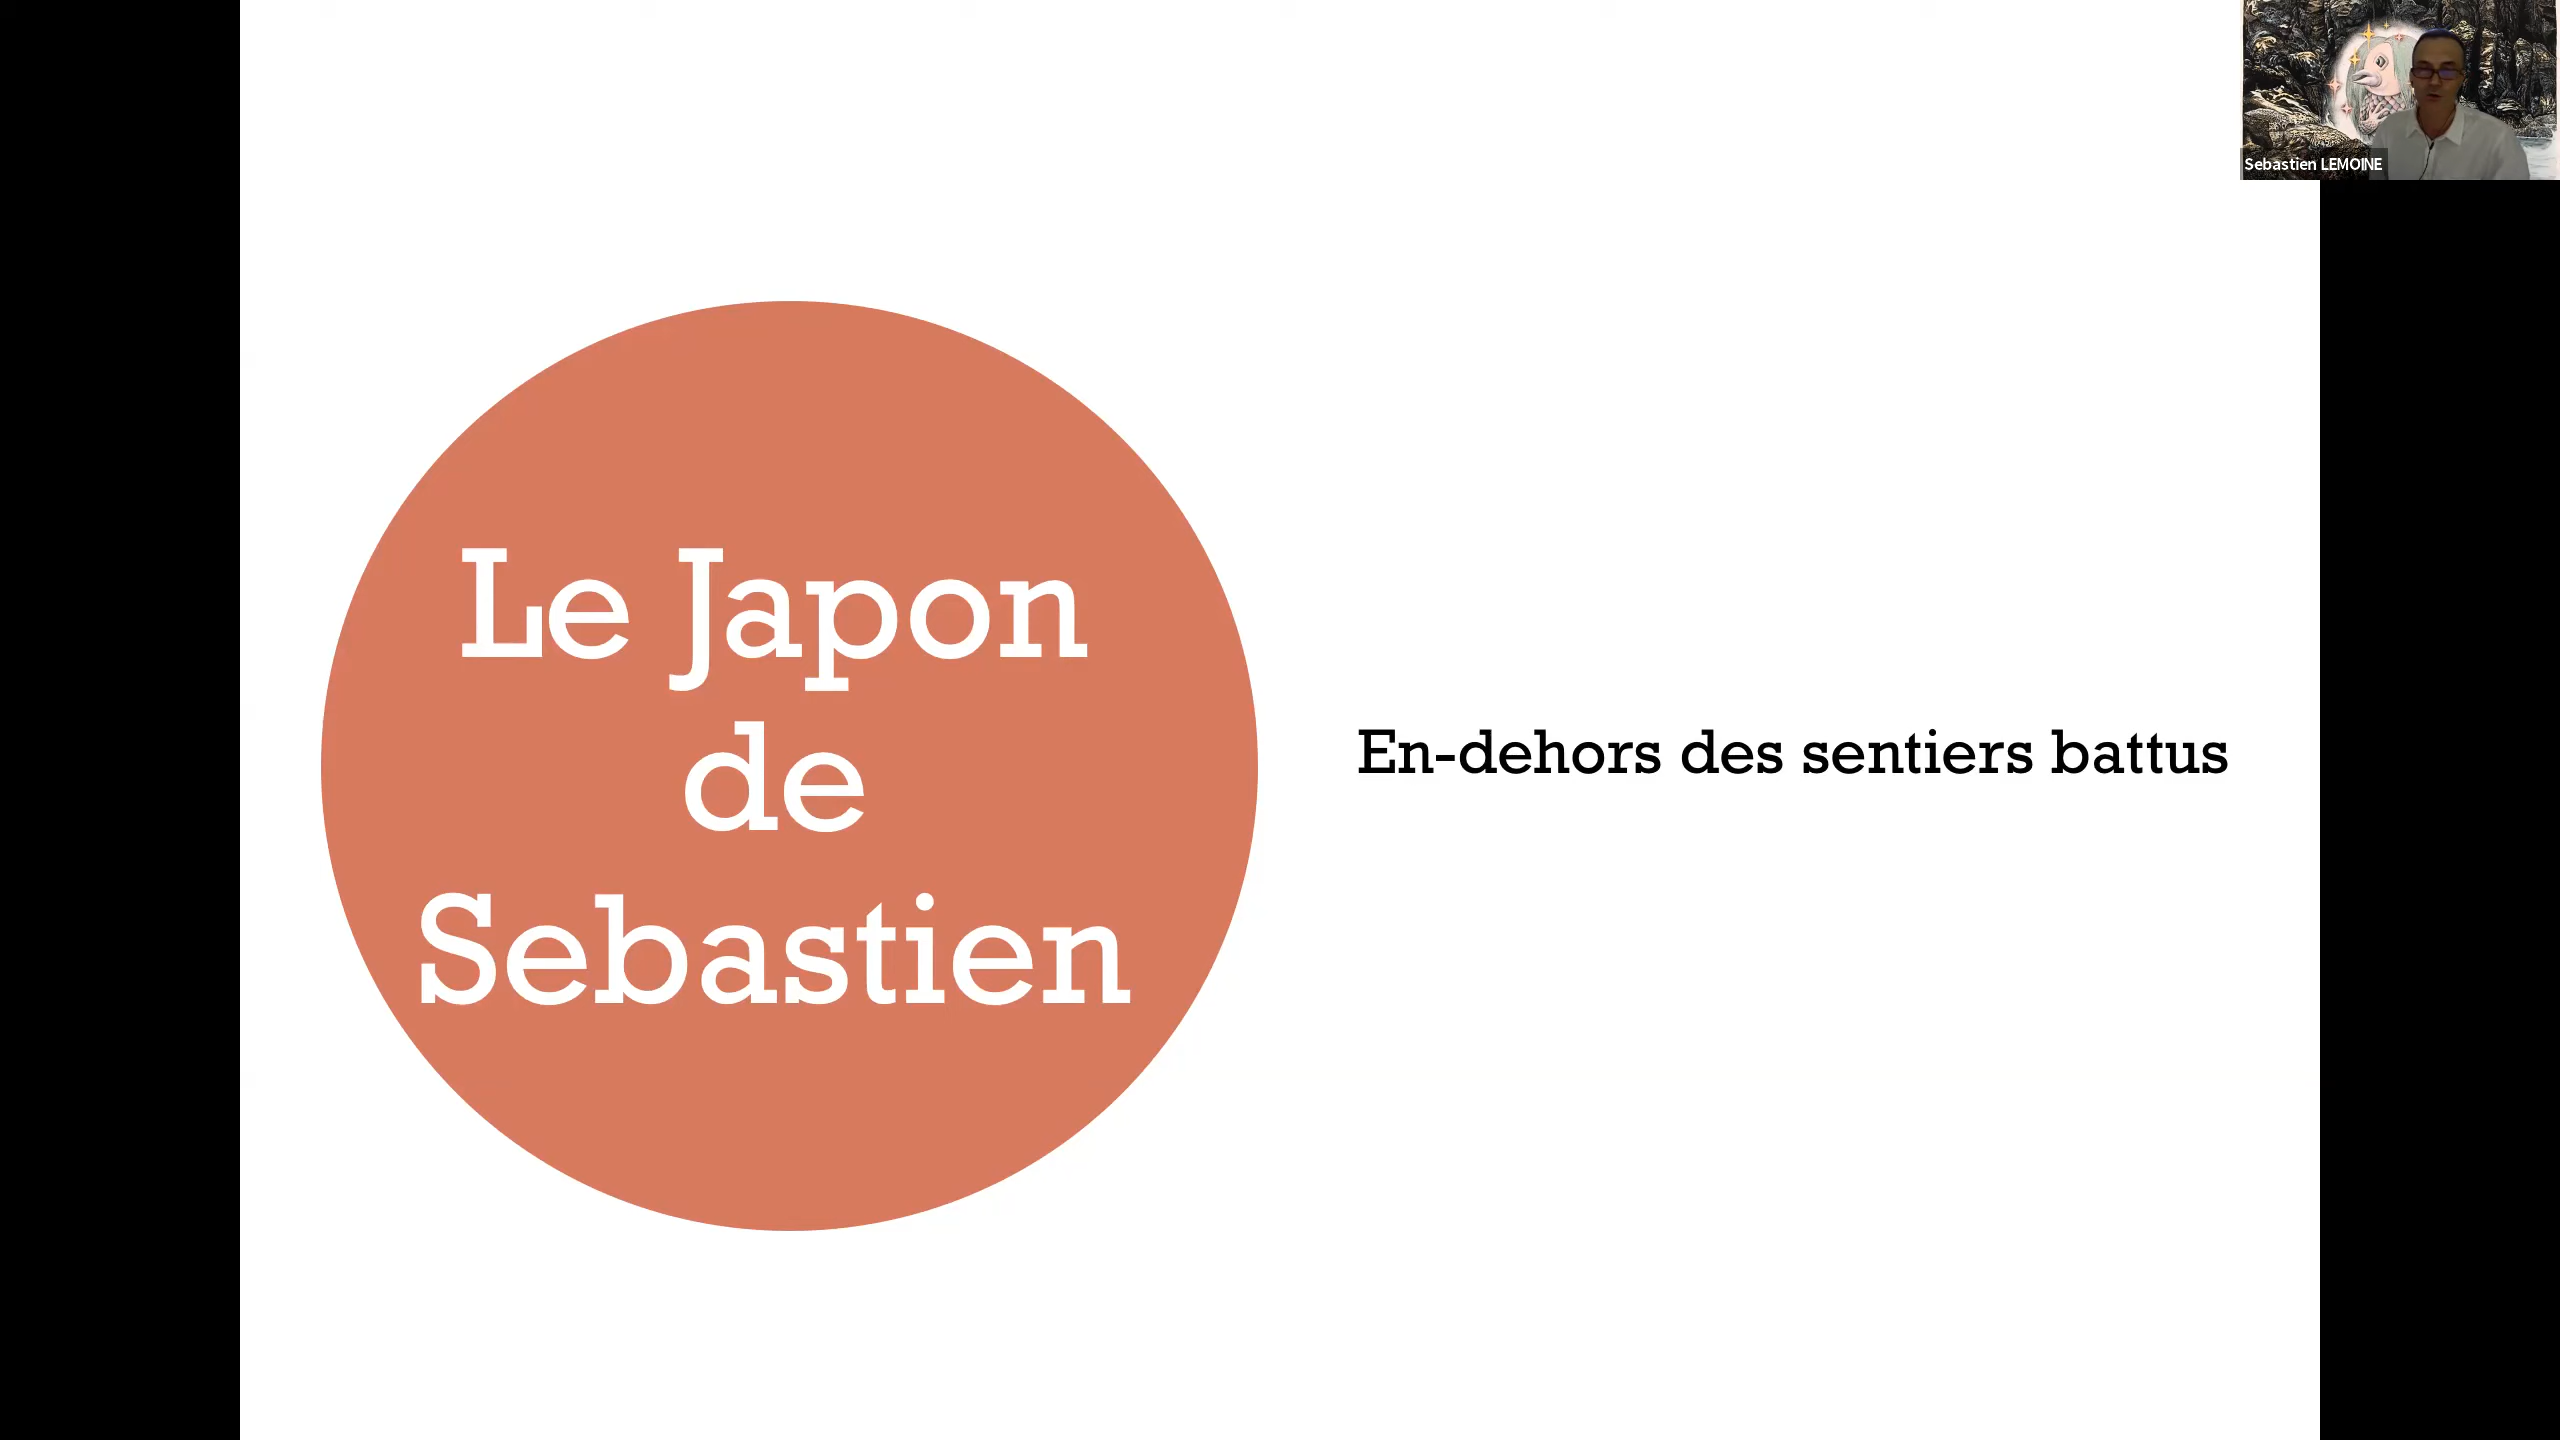 Sebastien LEMOINE
Le Japon
de
Sebastien
En-dehors des sentiers battus